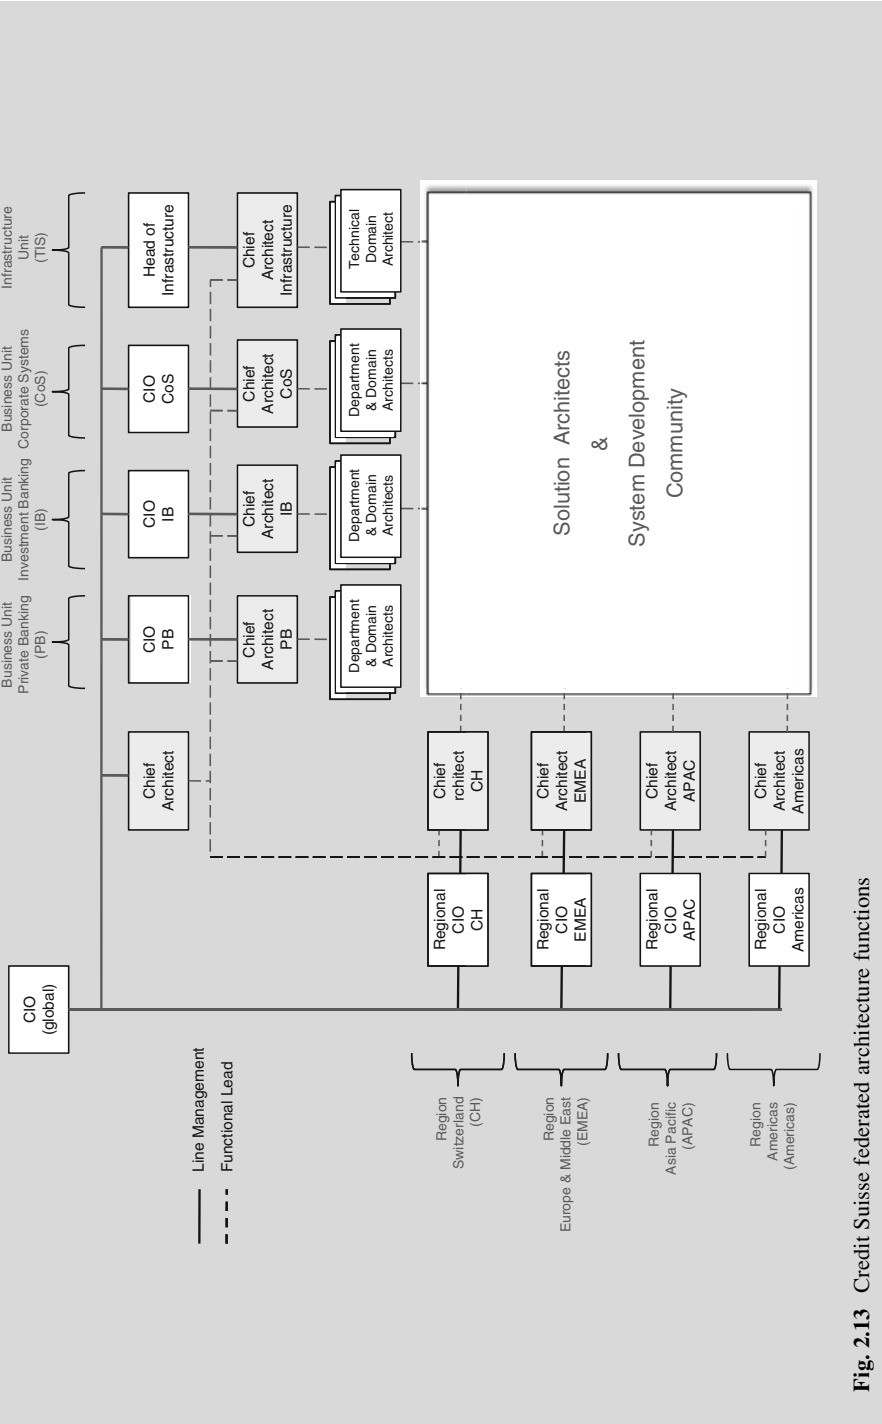 CIO
(global)
Chief
Architect
Business Unit
Private Banking
(PB)
CIO
PB
Chief
Architect
PB
Department
& Domain
Architects
Business Unit
Investment Banking
(IB)
CIO
IB
Chief
Architect
IB
Department
& Domain
Architects
Business Unit
Corporate Systems
(CoS)
CIO
CoS
Chief
Architect
CoS
Department
& Domain
Architects
Infrastructure
Unit
(TIS)
Head of
Infrastructure
Chief
Architect
Infrastructure
Technical
Domain
Architect
Line Management
Functional Lead
Region
Switzerland
(CH)
Regional
CIO
CH
Chief
rchitect
CH
Region
Europe & Middle East
(EMEA)
Regional
CIO
EMEA
Chief
Architect
EMEA
Region
Asia Pacific
(APAC)
Regional
CIO
APAC
Chief
Architect
APAC
Region
Americas
(Americas)
Regional
CIO
Americas
Chief
Architect
Americas
Solution Architects
&
System Development
Community
Fig. 2.13 Credit Suisse federated architecture functions